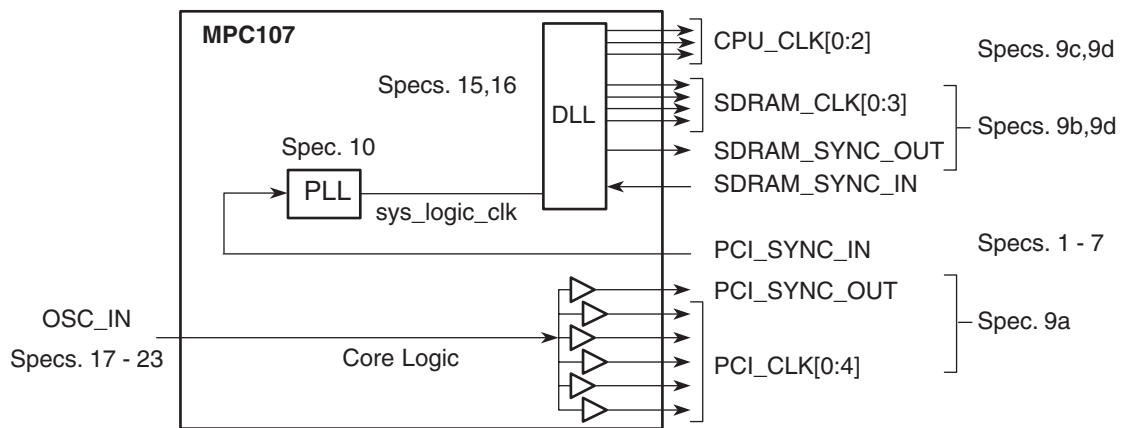 MPC107
CPU_CLK[0:2]
Specs. 9c,9d
Specs. 15,16
DLL
SDRAM_CLK[0:3]
Specs. 9b,9d
Spec. 10
SDRAM_SYNC_OUT
PLL
SDRAM_SYNC_IN
sys_logic_clk
PCI_SYNC_IN
Specs. 1 - 7
PCI_SYNC_OUT
OSC_IN
Spec. 9a
Specs. 17 - 23
Core Logic
PCI_CLK[0:4]